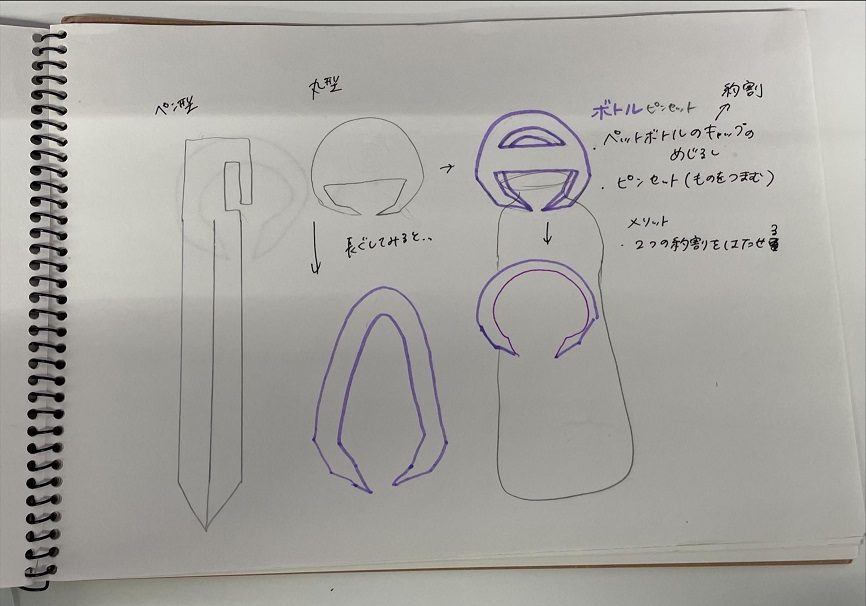 ペン型
丸型
長ぐしてみると..
ボトルピンセット
約割
・ペットボトルのキャップの
めじるし
・ピンセット(ものをつまむ)
メリット
・2つの約割をはたせる